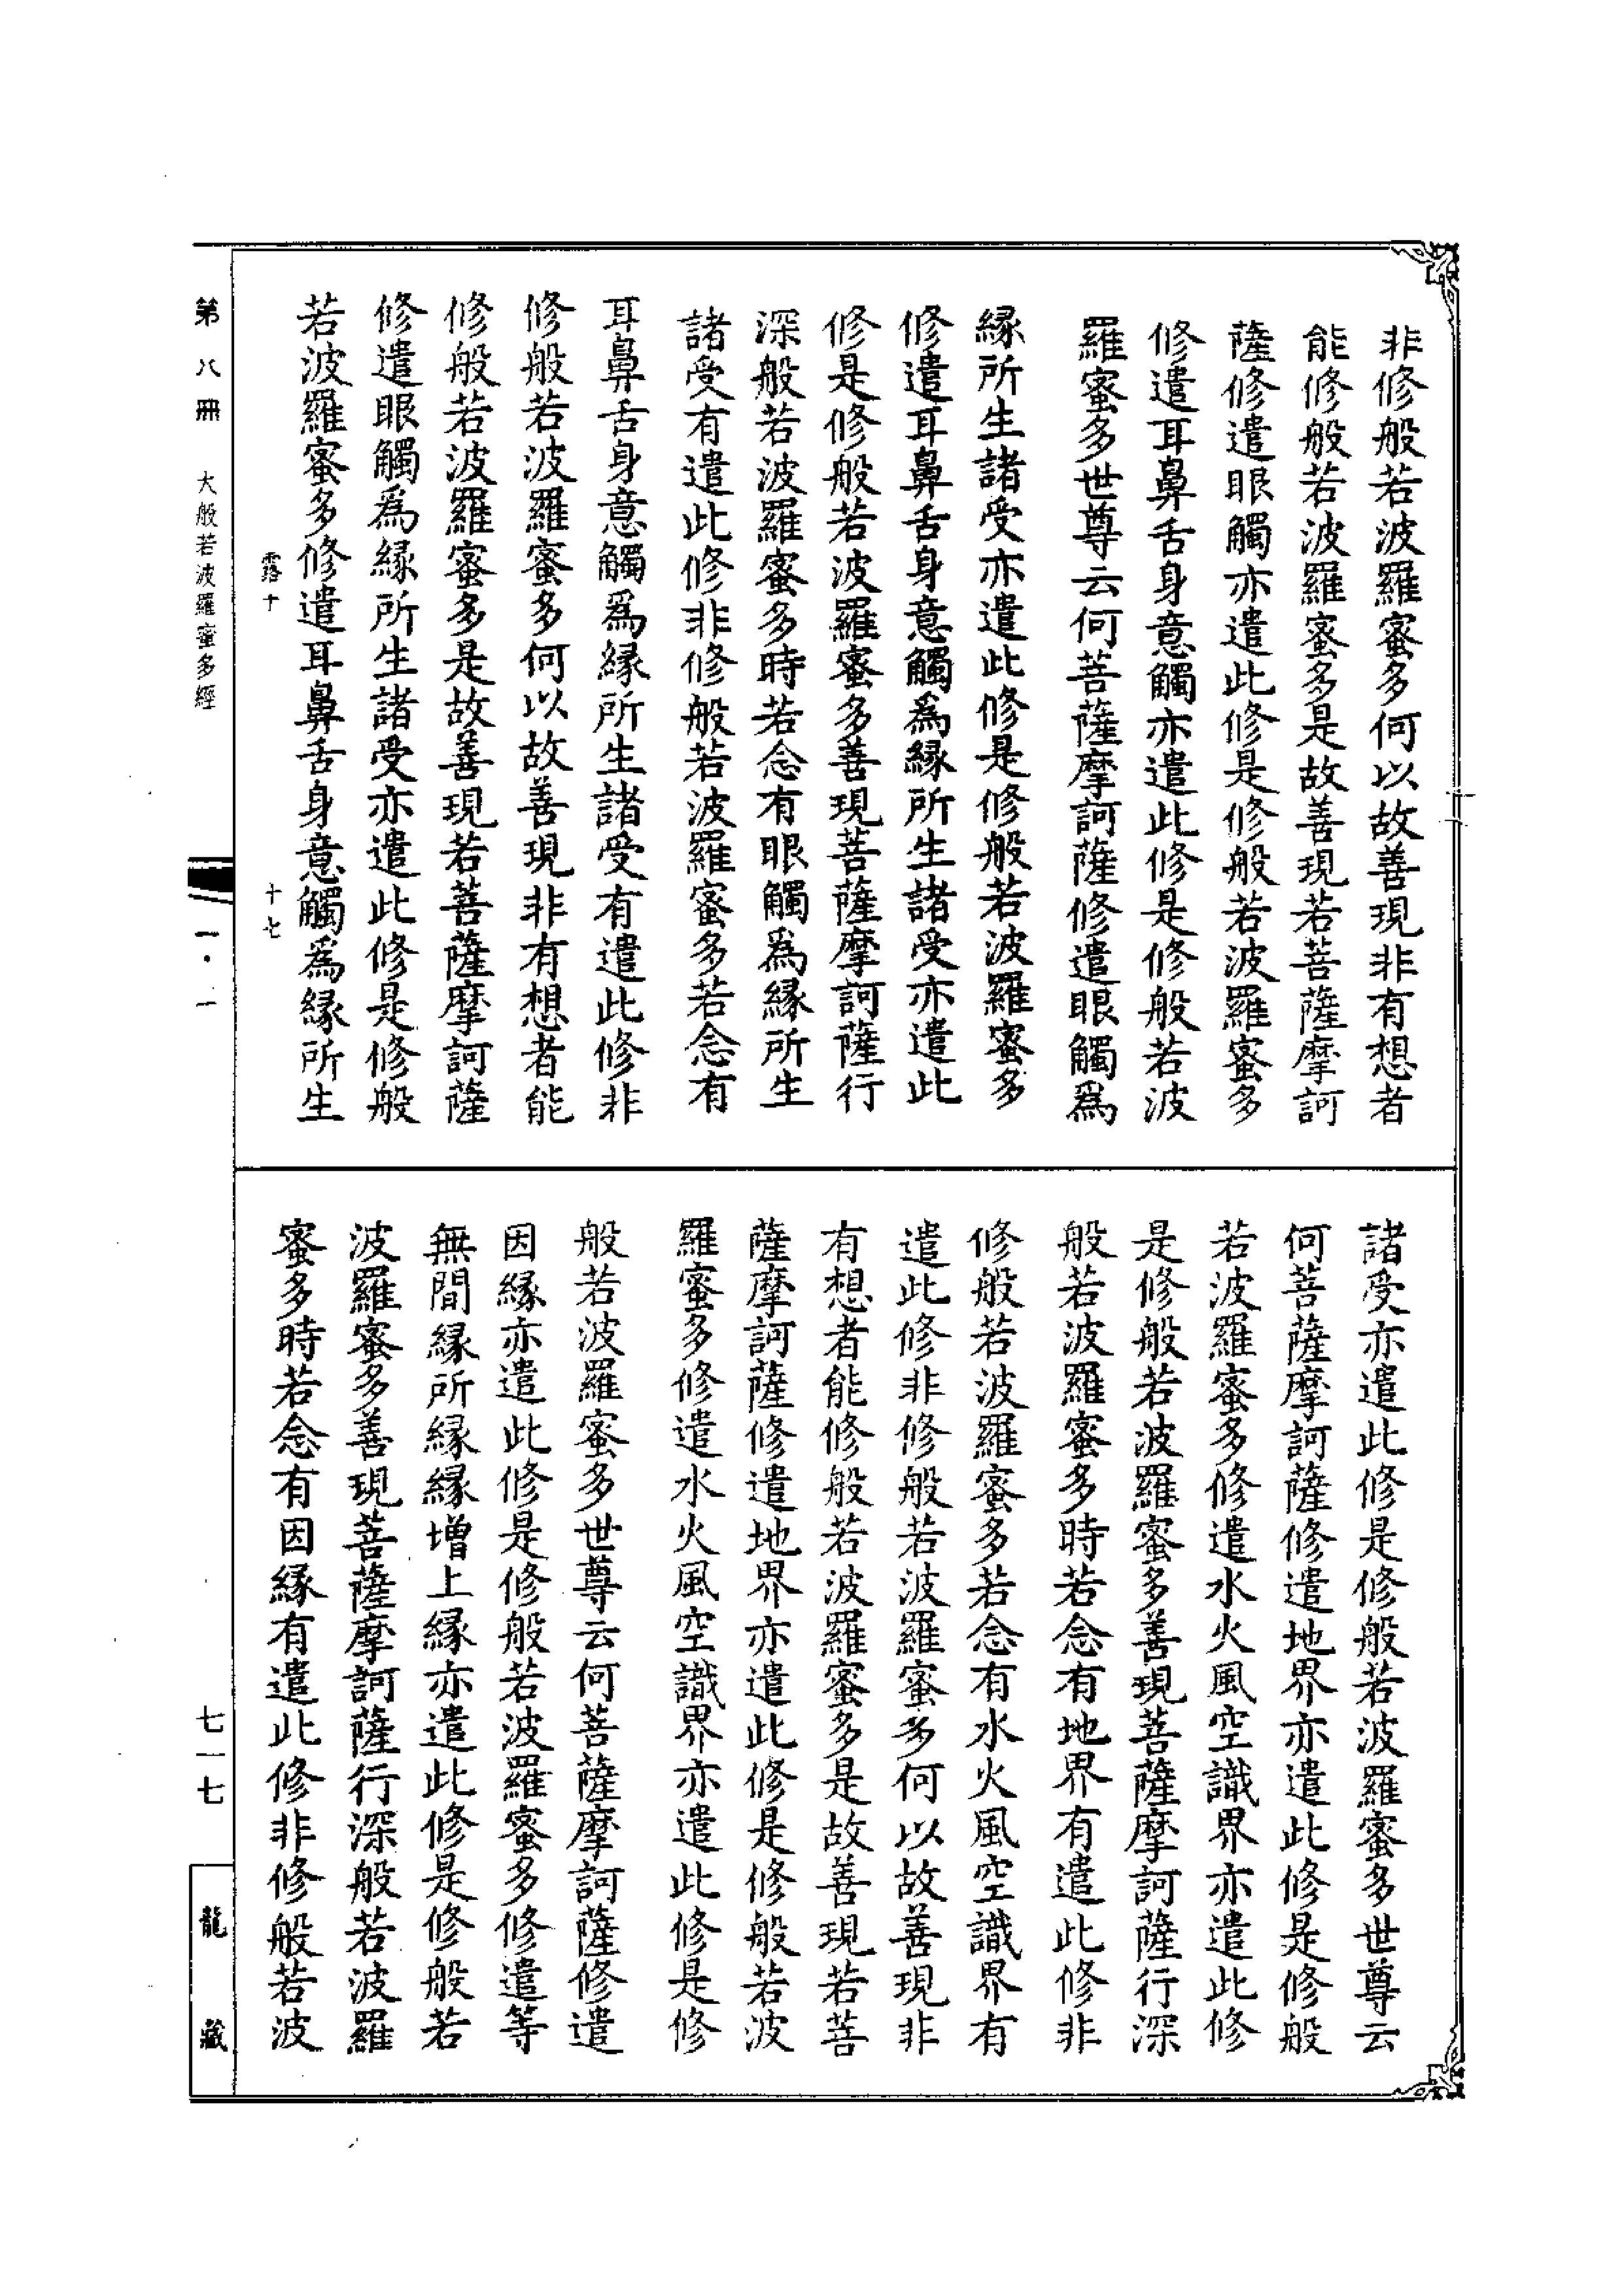 非修般若波羅蜜多何以故善現非有想者
能修般若波羅蜜多是故善現若菩薩摩訶
薩修遣眼觸亦遣此修是修般若波羅蜜多
修遣耳鼻舌身意觸亦遣此修是修般若波
羅蜜多世尊云何菩薩摩訶薩修遣眼觸爲
緣所生諸受亦遣此修是修般若波羅蜜多
修遣耳鼻舌身意觸爲緣所生諸受亦遣此
修是修般若波羅蜜多善現菩薩摩訶薩行
深般若波羅蜜多時若念有眼觸爲緣所生
諸受有遣此修非修般若波羅蜜多若念有
耳鼻舌身意觸爲緣所生諸受有遣此修非
修般若波羅蜜多何以故善現非有想者能
修般若波羅蜜多是故善現若菩薩摩訶薩
修遣眼觸爲緣所生諸受亦遣此修是修般
若波羅蜜多修遣耳鼻舌身意觸爲緣所生
諸受亦遣此修是修般若波羅蜜多世尊云
何菩薩摩訶薩修遣地界亦遣此修是修般
若波羅蜜多修遣水火風空識界亦遣此修
是修般若波羅蜜多善現菩薩摩訶薩行深
般若波羅蜜多時若念有地界有遣此修非
修般若波羅蜜多若念有水火風空識界有
遣此修非修般若波羅蜜多何以故善現非
有想者能修般若波羅蜜多是故善現若菩
薩摩訶薩修遣地界亦遣此修是修般若波
羅蜜多修遣水火風空識界亦遣此修是修
般若波羅蜜多世尊云何菩薩摩訶薩修遣
因緣亦遣此修是修般若波羅蜜多修遣等
無間緣所緣緣增上緣亦遣此修是修般若
波羅蜜多善現菩薩摩訶薩行深般若波羅
蜜多時若念有因緣有遣此修非修般若波
露十 十七
第八冊 大般若波羅蜜多經 一·一 七一七 龍藏